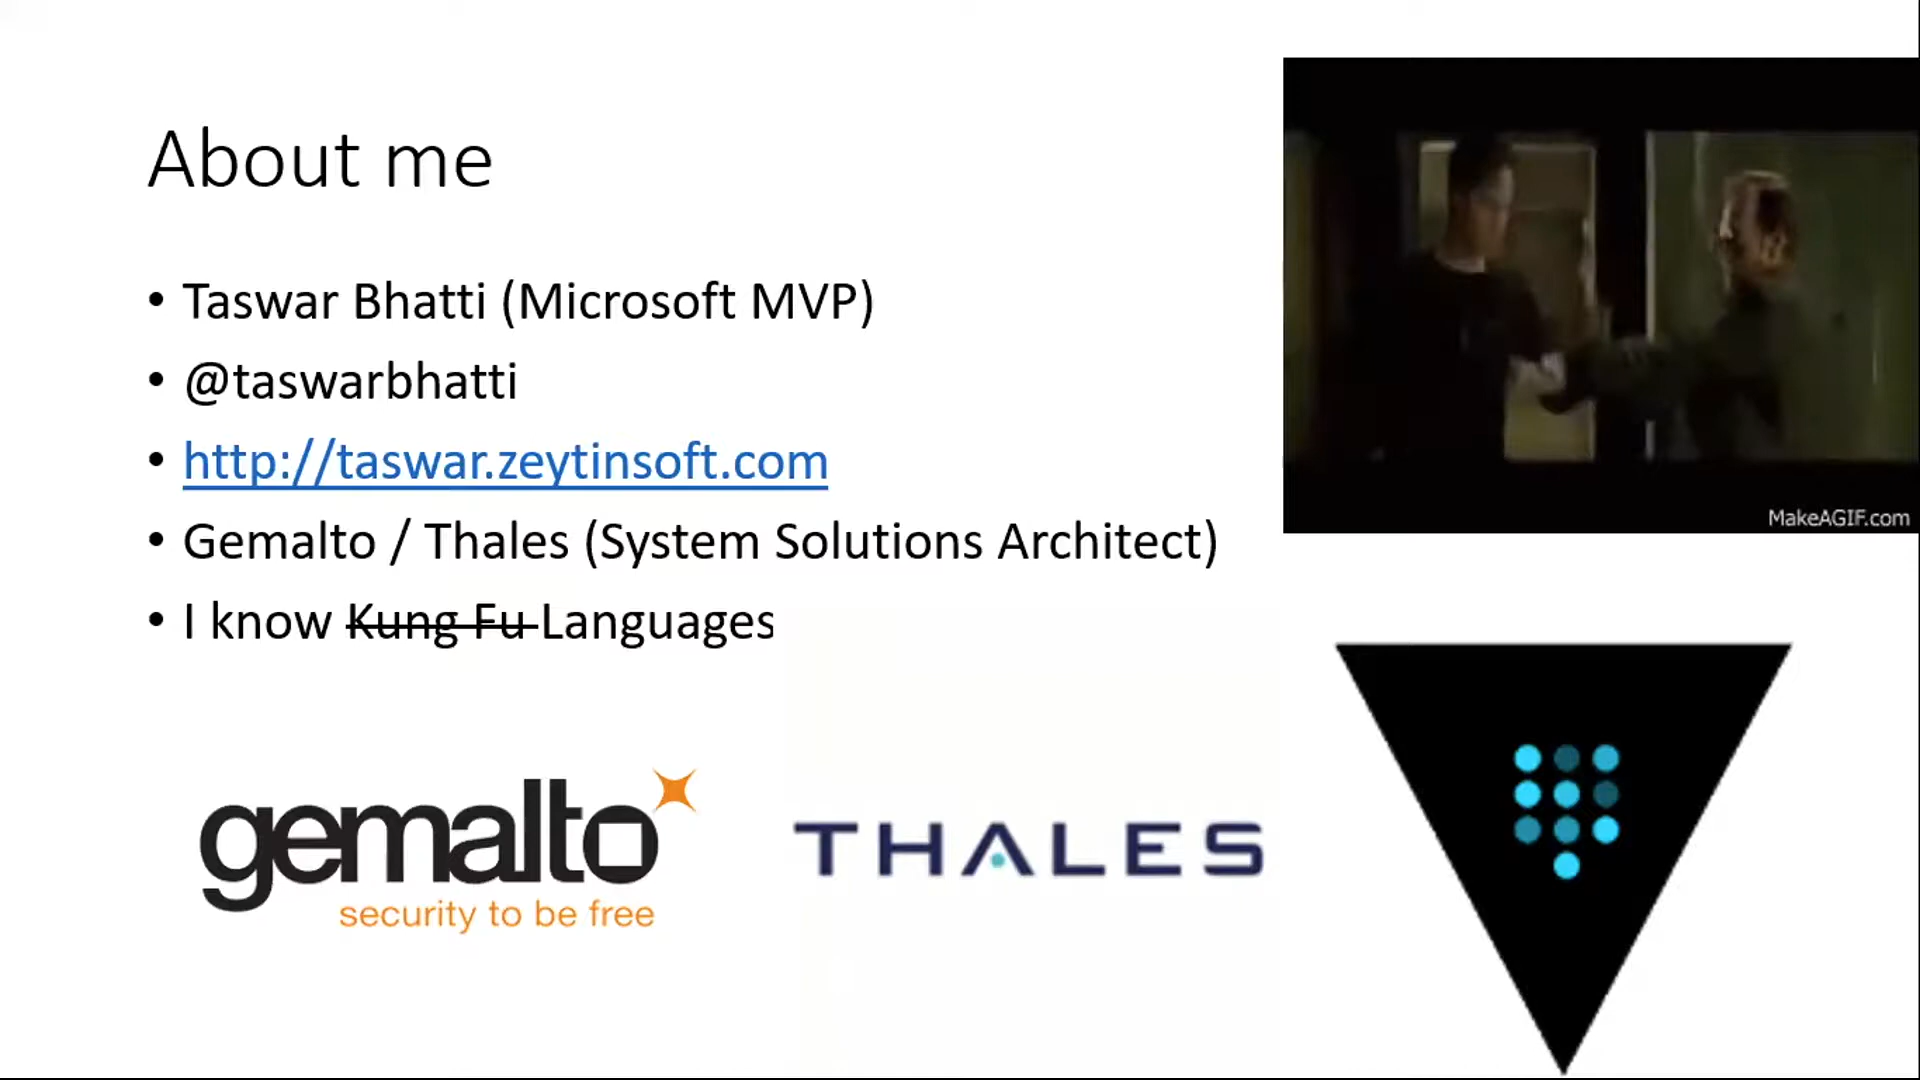 About me
• Taswar Bhatti (Microsoft MVP)
• @taswarbhatti
• http://taswar.zeytinsoft.com
• Gemalto / Thales (System Solutions Architect)
• I know Kung Fu Languages
MakeAGIF.com
gemalto
security to be free
THALES